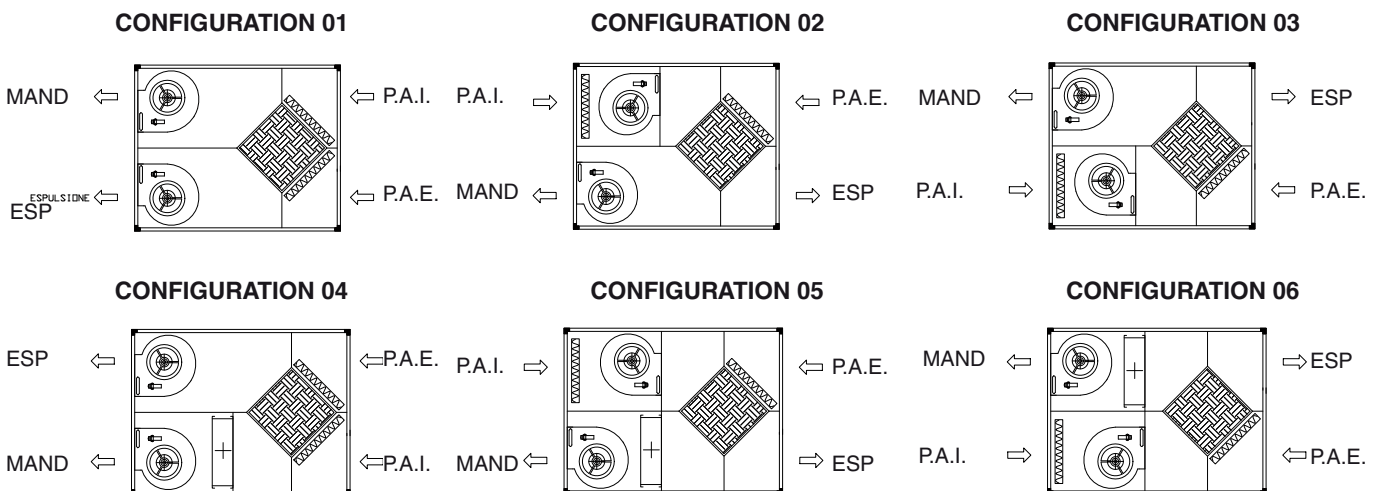 CONFIGURATION 01 CONFIGURATION 02 CONFIGURATION 03
MAND P.A.I. P.A.I. P.A.E. MAND ESP
ESPULSIONE P.A.E. MAND ESP P.A.I. P.A.E.
ESP
CONFIGURATION 04 CONFIGURATION 05 CONFIGURATION 06
ESP P.A.E. P.A.I. P.A.E. MAND ESP
MAND P.A.I. MAND ESP P.A.I. P.A.E.